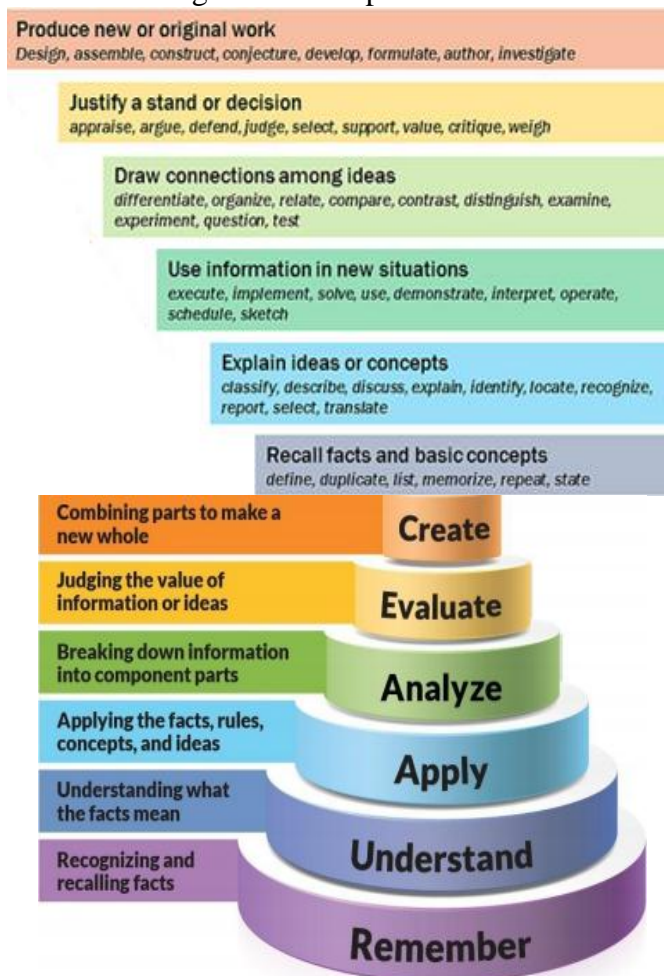 Produce new or original work
Design, assemble, construct, conjecture, develop, formulate, author, investigate
Justify a stand or decision
appraise, argue, defend, judge, select, support, value, critique, weigh
Draw connections among ideas
differentiate, organize, relate, compare, contrast, distinguish, examine,
experiment, question, test
Use information in new situations
execute, implement, solve, use, demonstrate, interpret, operate,
schedule, sketch
Explain ideas or concepts
classify, describe, discuss, explain, identify, locate, recognize,
report, select, translate
Recall facts and basic concepts
define, duplicate, list, memorize, repeat, state
Combining parts to make a
new whole
Create
Judging the value of
information or ideas
Evaluate
Breaking down information
into component parts
Analyze
Applying the facts, rules,
concepts, and ideas
Apply
Understanding what
the facts mean
Understand
Recognizing and
recalling facts
Remember